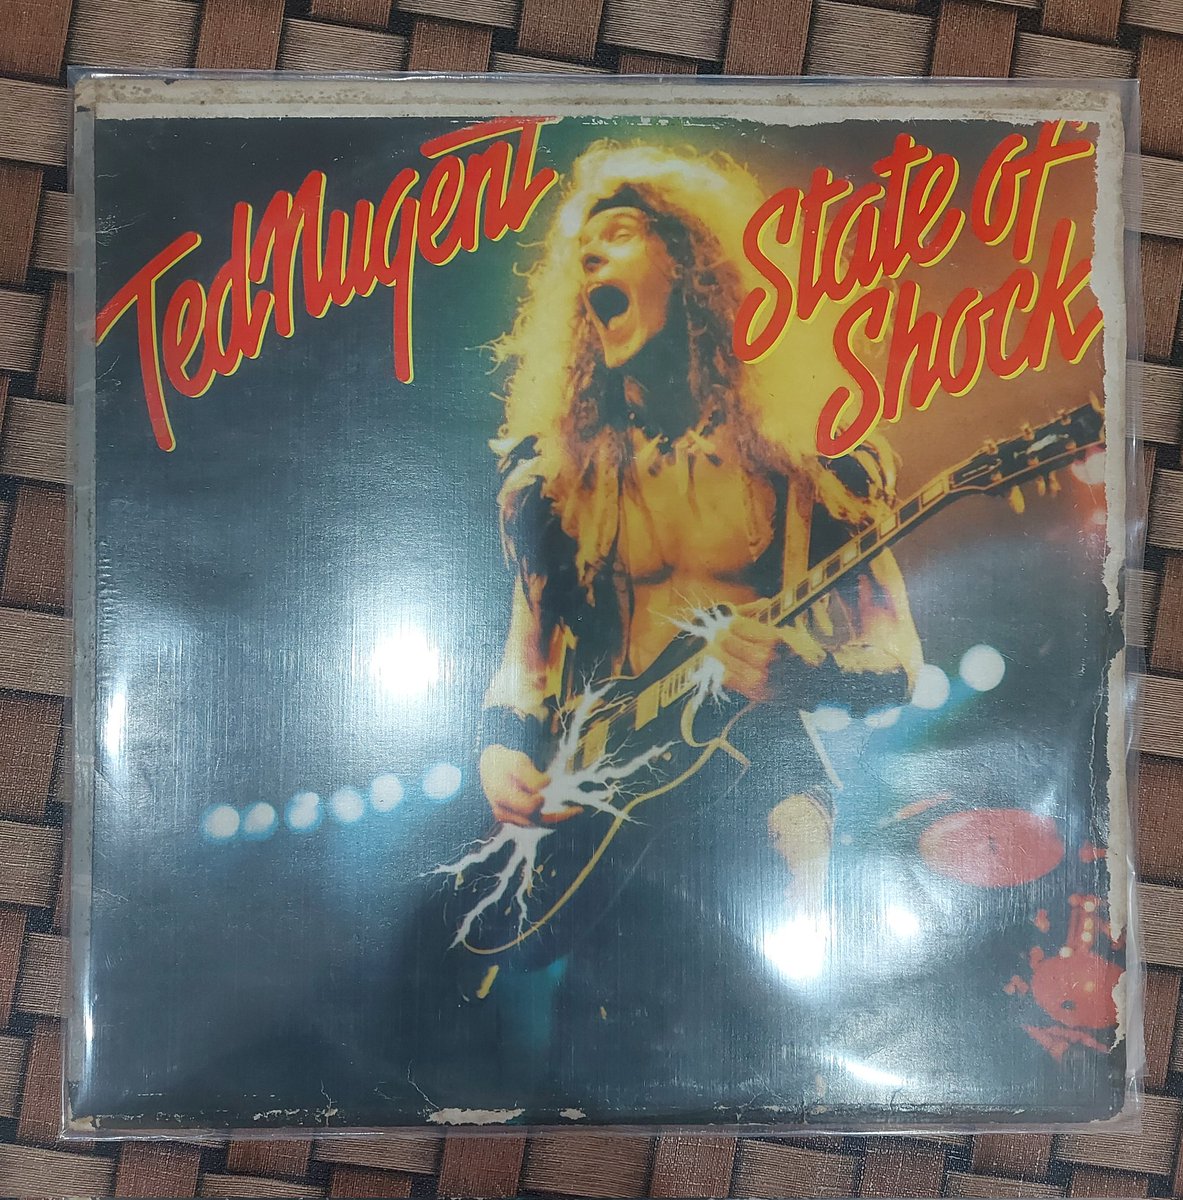 Ted Nugent
State of
Shock